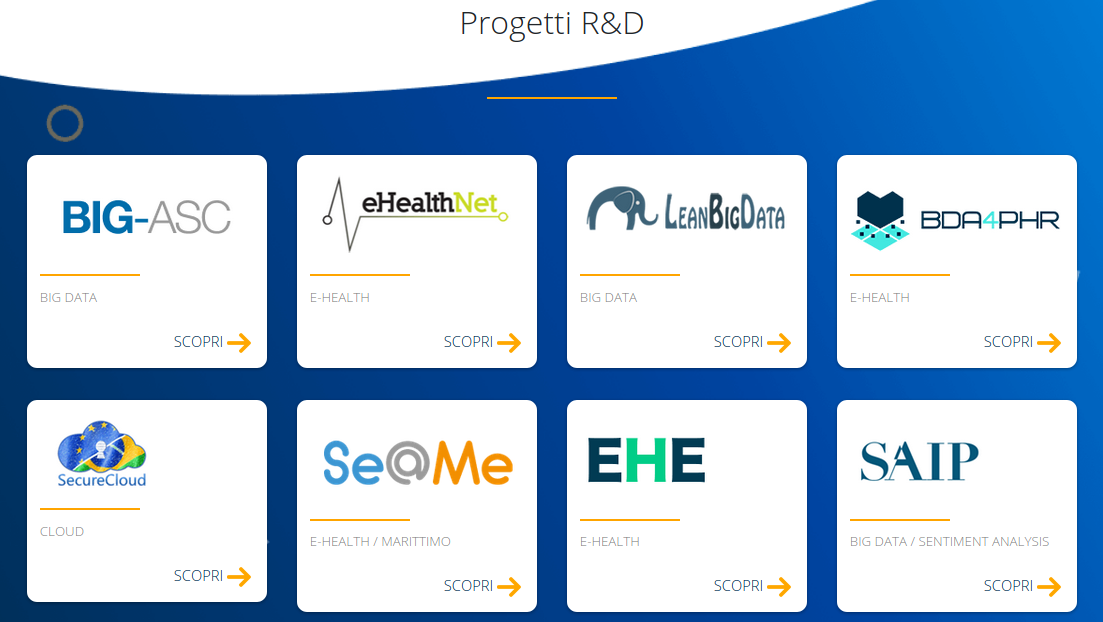 Progetti R&D
BIG-ASC
BIG DATA
SCOPRI
eHealthNet
E-HEALTH
SCOPRI
LEANBIGDATA
BIG DATA
SCOPRI
BDA4PHR
E-HEALTH
SCOPRI
SecureCloud
CLOUD
SCOPRI
Se@Me
E-HEALTH / MARITTIMO
SCOPRI
EHE
E-HEALTH
SCOPRI
SAIP
BIG DATA / SENTIMENT ANALYSIS
SCOPRI